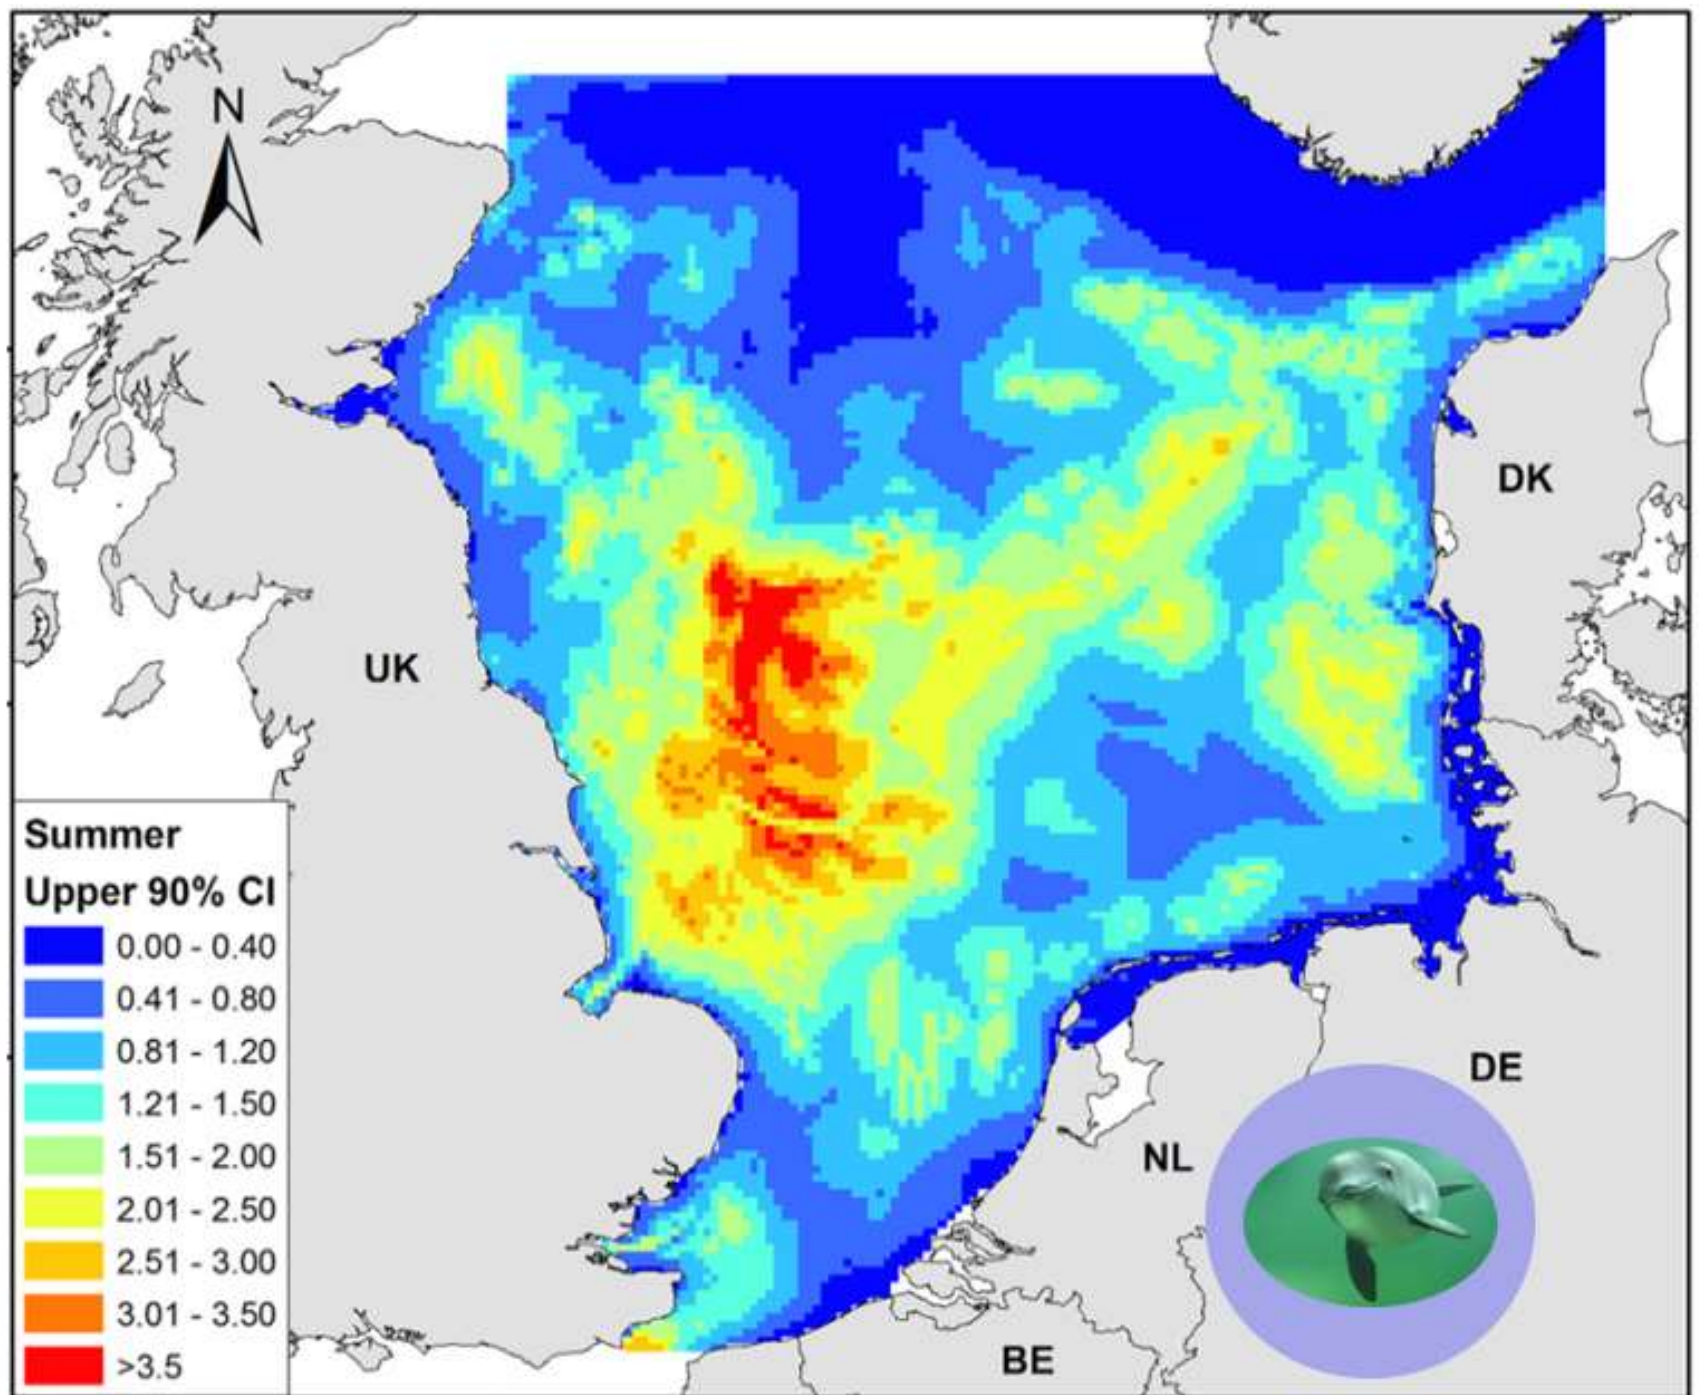 N
DK
UK
Summer
Upper 90% CI
0.00 - 0.40
0.41 - 0.80
0.81 - 1.20
1.21 - 1.50
1.51 - 2.00
2.01 - 2.50
2.51 - 3.00
3.01 - 3.50
>3.5
DE
NL
BE